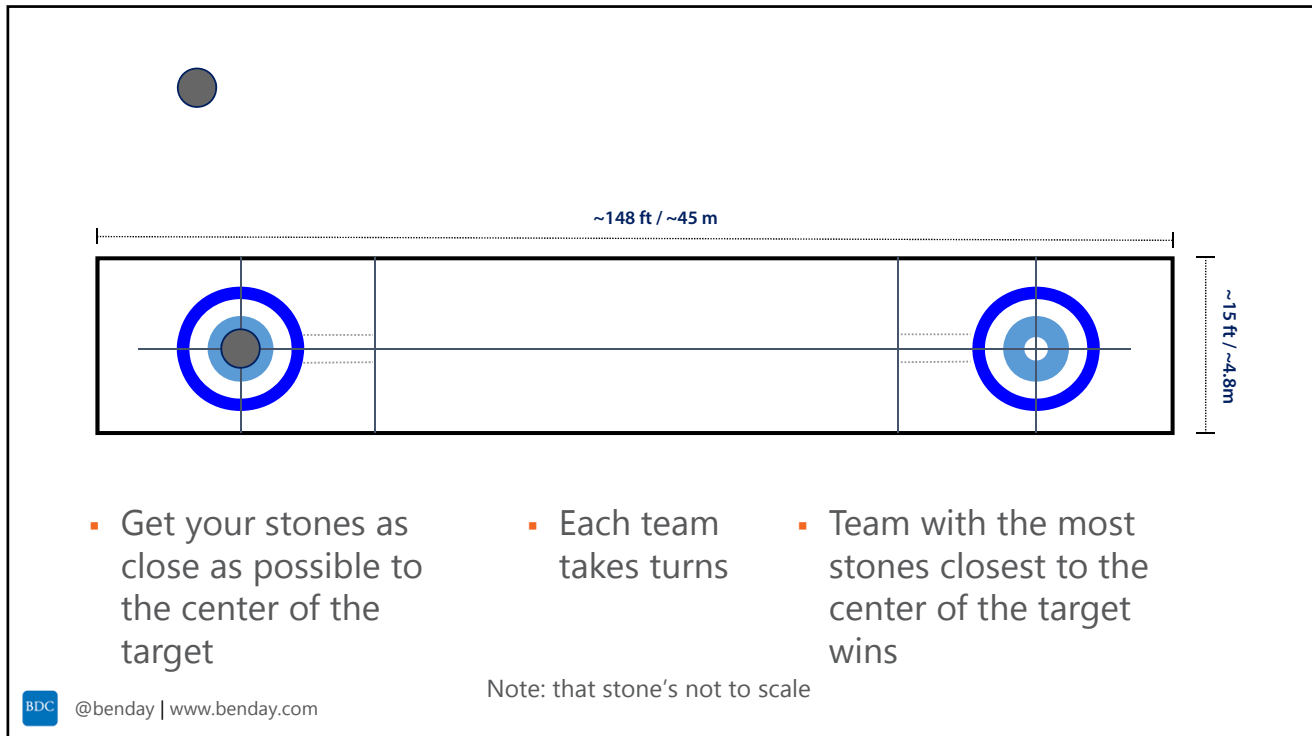 ~148 ft / ~45 m
~15 ft / ~4.8m
▪ Get your stones as
close as possible to
the center of the
target
▪ Each team
takes turns
▪ Team with the most
stones closest to the
center of the target
wins
Note: that stone's not to scale
BDC @benday | www.benday.com